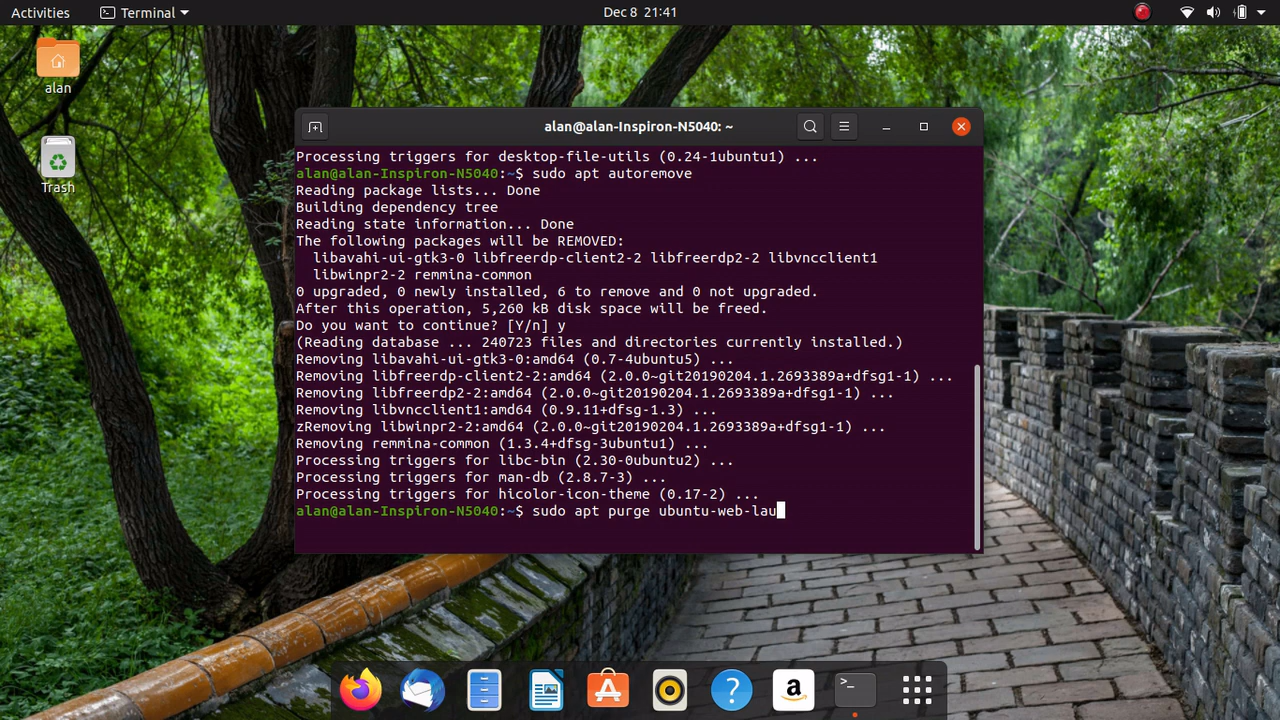 Activities
Terminal
Dec 8 21:41
alan
Trash
alan@alan-Inspiron-N5040: ~
Processing triggers for desktop-file-utils (0.24-1ubuntu1) ...
alan@alan-Inspiron-N5040:~$ sudo apt autoremove
Reading package lists... Done
Building dependency tree
Reading state information... Done
The following packages will be REMOVED:
libavahi-ui-gtk3-0 libfreerdp-client2-2 libfreerdp2-2 libvncclient1
libwinpr2-2 remmina-common
0 upgraded, 0 newly installed, 6 to remove and 0 not upgraded.
After this operation, 5,260 kB disk space will be freed.
Do you want to continue? [Y/n] y
(Reading database ... 240723 files and directories currently installed.)
Removing libavahi-ui-gtk3-0:amd64 (0.7-4ubuntu5) ...
Removing libfreerdp-client2-2:amd64 (2.0.0~git20190204.1.2693389a+dfsg1-1) ...
Removing libfreerdp2-2:amd64 (2.0.0~git20190204.1.2693389a+dfsg1-1) ...
Removing libvncclient1:amd64 (0.9.11+dfsg-1.3) ...
zRemoving libwinpr2-2:amd64 (2.0.0~git20190204.1.2693389a+dfsg1-1) ...
Removing remmina-common (1.3.4+dfsg-3ubuntu1) ...
Processing triggers for libc-bin (2.30-0ubuntu2) ...
Processing triggers for man-db (2.8.7-3) ...
Processing triggers for hicolor-icon-theme (0.17-2) ...
alan@alan-Inspiron-N5040:~$ sudo apt purge ubuntu-web-lau